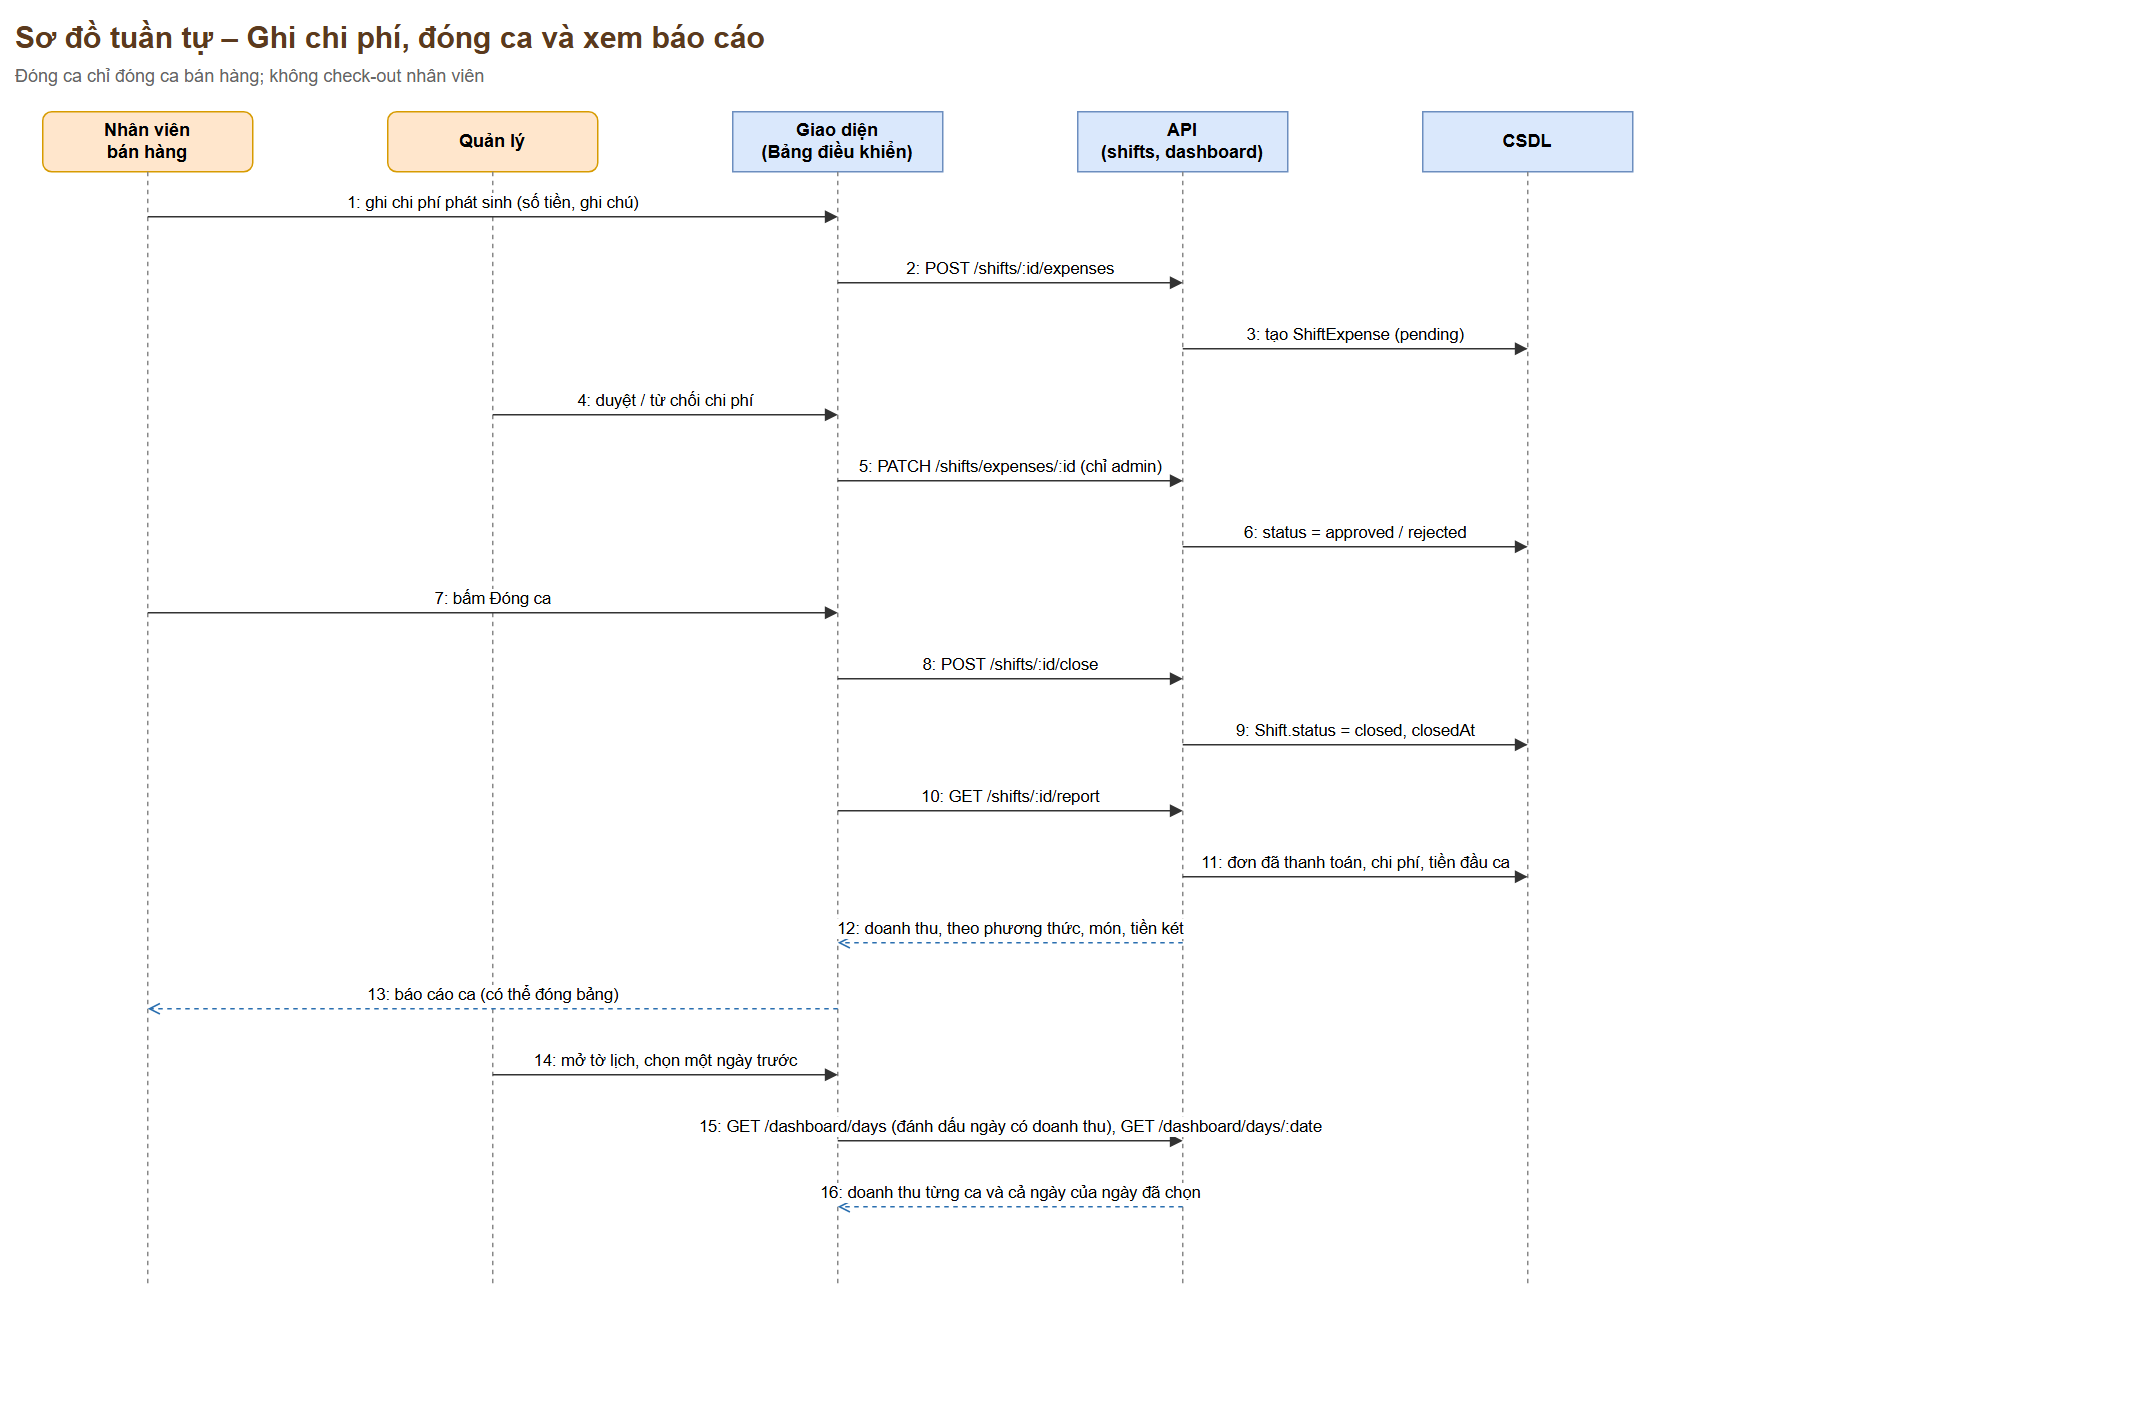 Sơ đồ tuần tự – Ghi chi phí, đóng ca và xem báo cáo
Đóng ca chỉ đóng ca bán hàng; không check-out nhân viên
Nhân viên
bán hàng
Quản lý
Giao diện
(Bảng điều khiển)
API
(shifts, dashboard)
CSDL
1: ghi chi phí phát sinh (số tiền, ghi chú)
2: POST /shifts/:id/expenses
3: tạo ShiftExpense (pending)
4: duyệt / từ chối chi phí
5: PATCH /shifts/expenses/:id (chỉ admin)
6: status = approved / rejected
7: bấm Đóng ca
8: POST /shifts/:id/close
9: Shift.status = closed, closedAt
10: GET /shifts/:id/report
11: đơn đã thanh toán, chi phí, tiền đầu ca
12: doanh thu, theo phương thức, món, tiền két
13: báo cáo ca (có thể đóng bảng)
14: mở tờ lịch, chọn một ngày trước
15: GET /dashboard/days (đánh dấu ngày có doanh thu), GET /dashboard/days/:date
16: doanh thu từng ca và cả ngày của ngày đã chọn